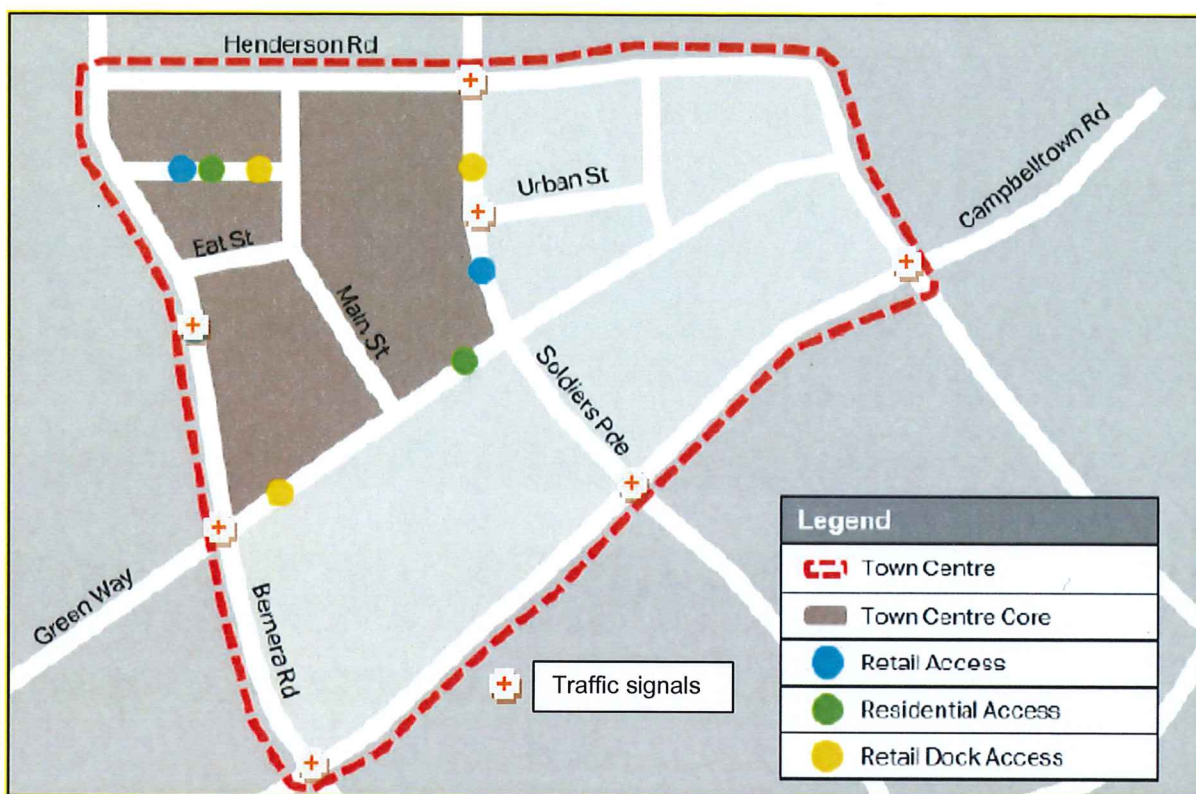 Henderson Rd
Campbelltown Rd
Urban St
Eat St
Main St
Soldiers Pde
Green Way
Bernera Rd
Traffic signals
Legend
Town Centre
Town Centre Core
Retail Access
Residential Access
Retail Dock Access